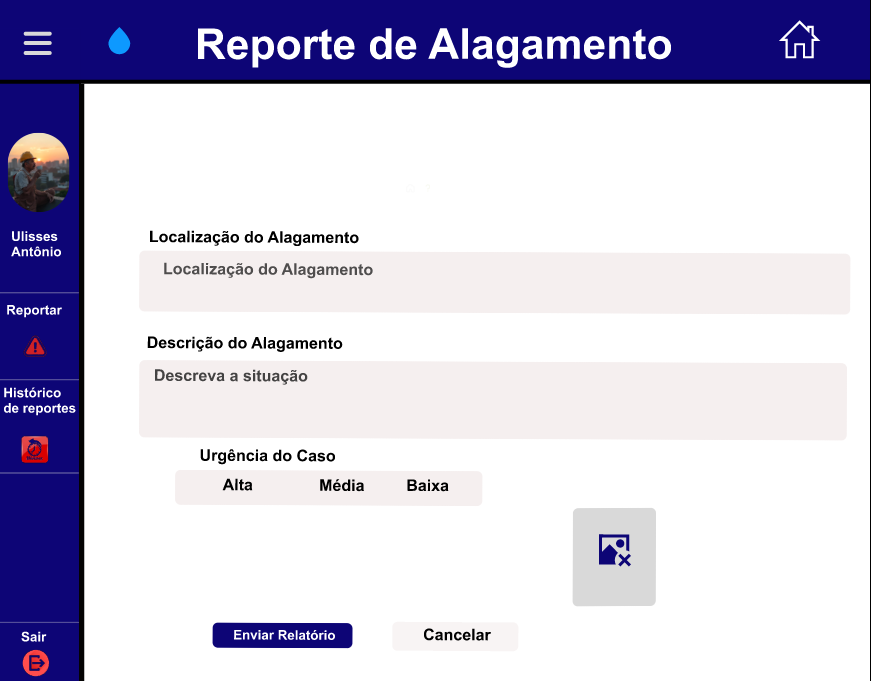 Reporte de Alagamento
Ulisses
Antônio
Reportar
Histórico
de reportes
Sair
Localização do Alagamento
Localização do Alagamento
Descrição do Alagamento
Descreva a situação
Urgência do Caso
Alta Média Baixa
Enviar Relatório Cancelar